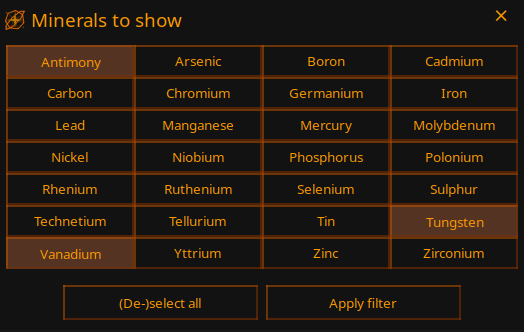 Minerals to show
Antimony Arsenic Boron Cadmium
Carbon Chromium Germanium Iron
Lead Manganese Mercury Molybdenum
Nickel Niobium Phosphorus Polonium
Rhenium Ruthenium Selenium Sulphur
Technetium Tellurium Tin Tungsten
Vanadium Yttrium Zinc Zirconium
(De-)select all Apply filter